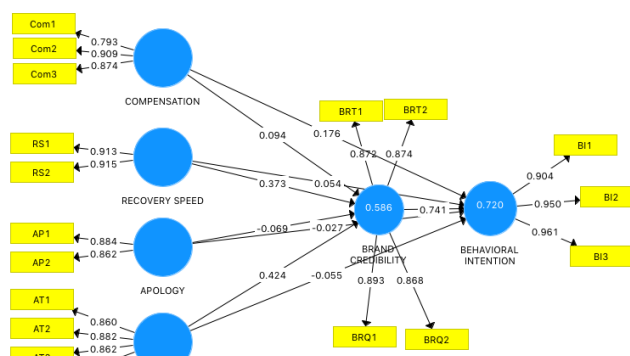 Com1
Com2
Com3
0.793
0.909
0.874
COMPENSATION
0.094
0.176
BRT1
BRT2
0.872
0.874
RS1
RS2
0.913
0.915
RECOVERY SPEED
0.373
0.054
0.586
0.741
0.720
BI1
BI2
BI3
0.904
0.950
0.961
BRAND
CREDIBILITY
BEHAVIORAL
INTENTION
AP1
AP2
0.884
0.862
APOLOGY
-0.069
-0.027
0.424
-0.055
0.893
0.868
BRQ1
BRQ2
AT1
AT2
0.860
0.882
0.862